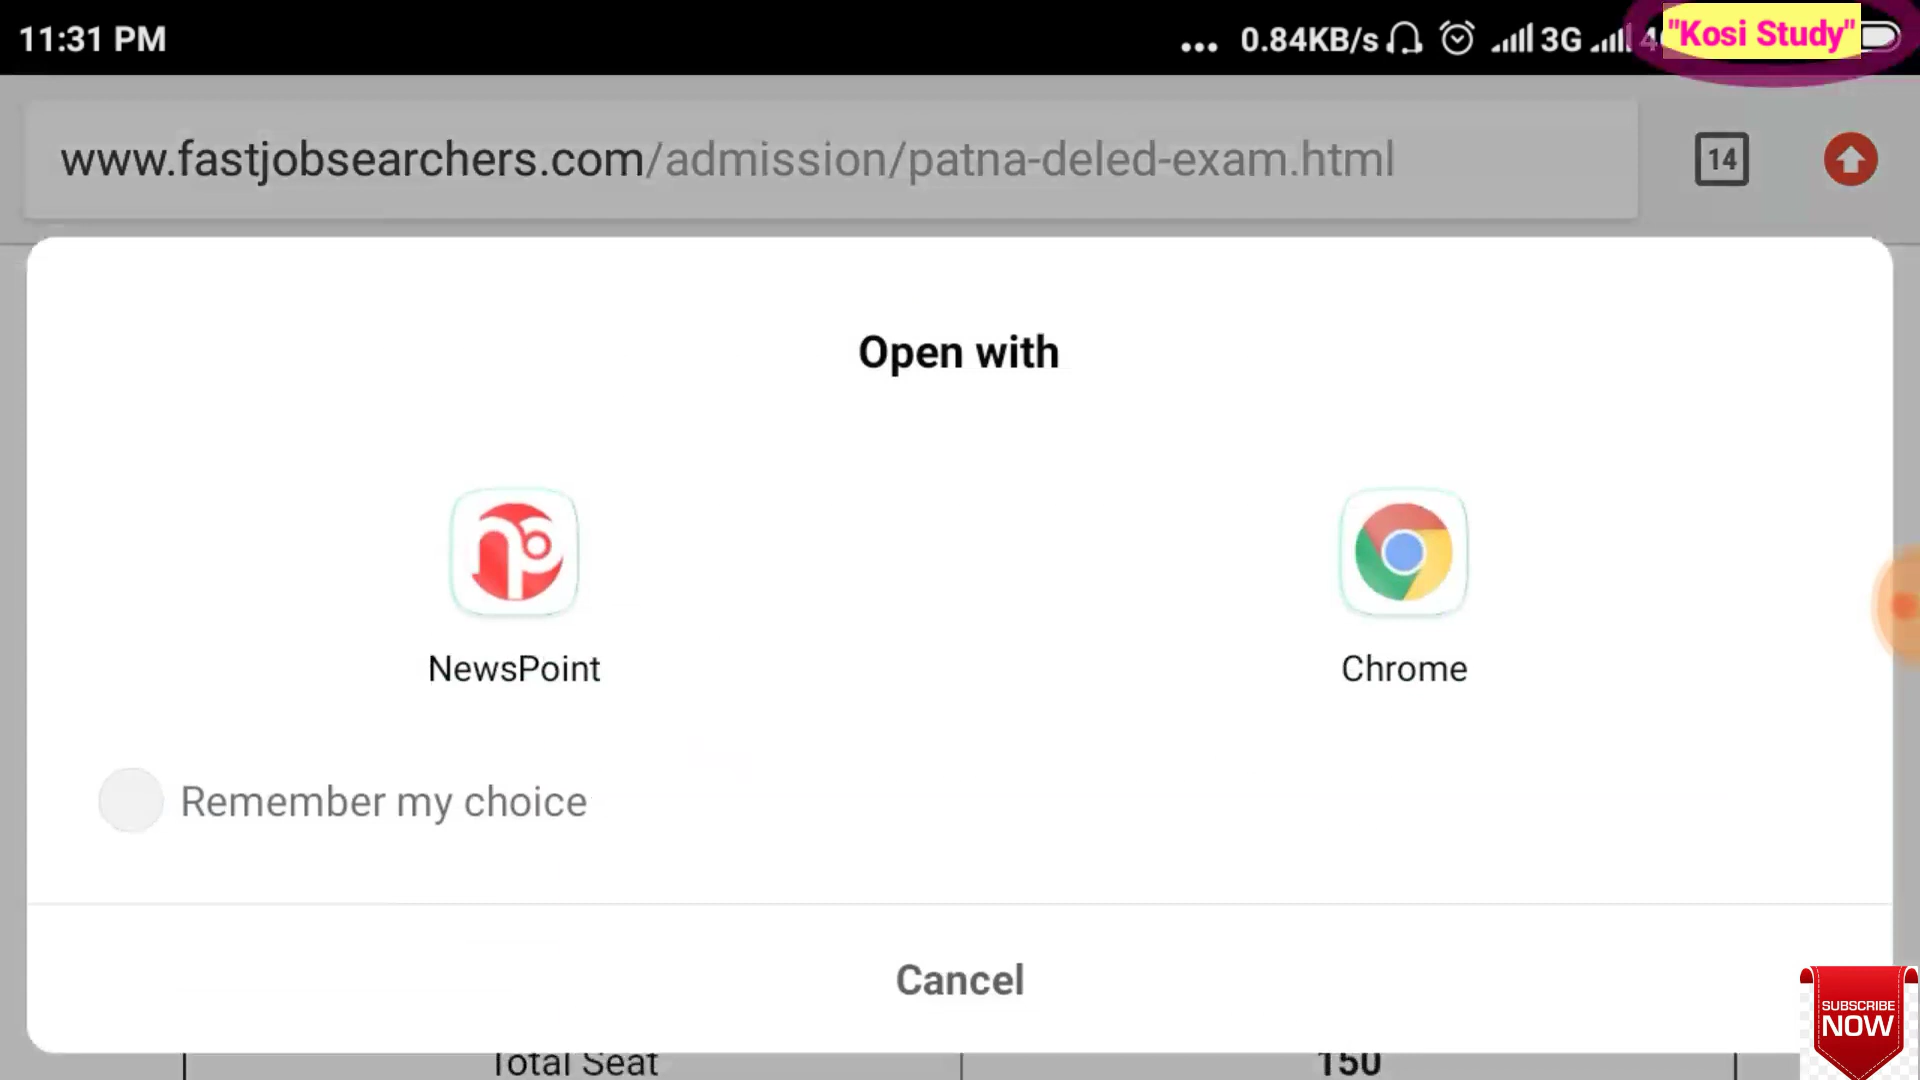 11:31 PM
... 0.84KB/s 3G 4
"Kosi Study"
www.fastjobsearchers.com/admission/patna-deled-exam.html
14
Open with
NewsPoint
Chrome
Remember my choice
Cancel
Total Seat
150
SUBSCRIBE
NOW